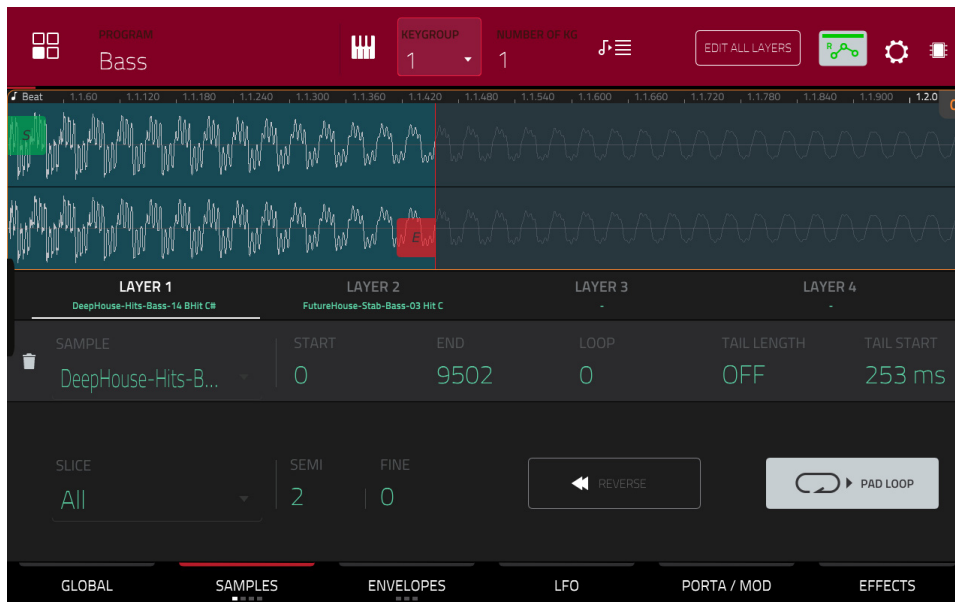 PROGRAM
Bass
KEYGROUP
1
NUMBER OF KG
1
EDIT ALL LAYERS
R
Beat 1.1.60 1.1.120 1.1.180 1.1.240 1.1.300 1.1.360 1.1.420 1.1.480 1.1.540 1.1.600 1.1.660 1.1.720 1.1.780 1.1.840 1.1.900 1.2.0
S
E
LAYER 1 LAYER 2 LAYER 3 LAYER 4
DeepHouse-Hits-Bass-14 BHit C# FutureHouse-Stab-Bass-03 Hit C - -
SAMPLE START END LOOP TAIL LENGTH TAIL START
DeepHouse-Hits-B... 0 9502 0 OFF 253 ms
SLICE SEMI FINE
All 2 0
REVERSE
PAD LOOP
GLOBAL SAMPLES ENVELOPES LFO PORTA / MOD EFFECTS